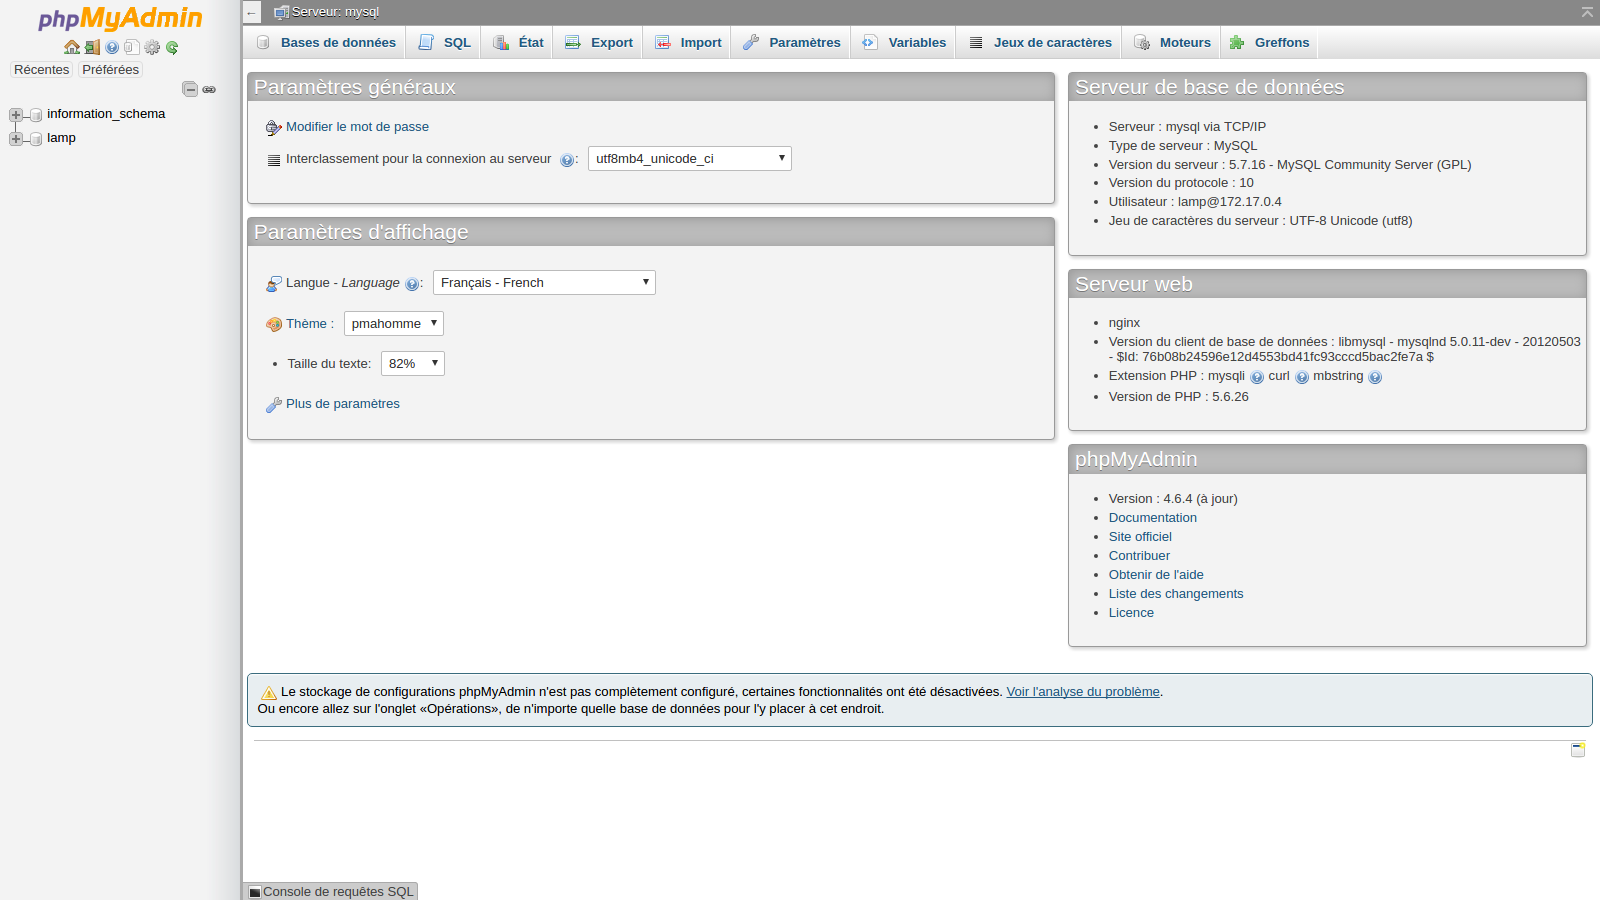 phpMyAdmin
Récentes
Préférées
information_schema
lamp
←
Serveur: mysql
Bases de données
SQL
État
Export
Import
Paramètres
Variables
Jeux de caractères
Moteurs
Greffons
Paramètres généraux
Modifier le mot de passe
Interclassement pour la connexion au serveur :
utf8mb4_unicode_ci
Paramètres d'affichage
Langue - Language :
Français - French
Thème :
pmahomme
Taille du texte:
82%
Plus de paramètres
Serveur de base de données
Serveur : mysql via TCP/IP
Type de serveur : MySQL
Version du serveur : 5.7.16 - MySQL Community Server (GPL)
Version du protocole : 10
Utilisateur : lamp@172.17.0.4
Jeu de caractères du serveur : UTF-8 Unicode (utf8)
Serveur web
nginx
Version du client de base de données : libmysql - mysqlnd 5.0.11-dev - 20120503
- $Id: 76b08b24596e12d4553bd41fc93cccd5bac2fe7a $
Extension PHP : mysqli curl mbstring
Version de PHP : 5.6.26
phpMyAdmin
Version : 4.6.4 (à jour)
Documentation
Site officiel
Contribuer
Obtenir de l'aide
Liste des changements
Licence
Le stockage de configurations phpMyAdmin n'est pas complètement configuré, certaines fonctionnalités ont été désactivées. Voir l'analyse du problème.
Ou encore allez sur l'onglet «Opérations», de n'importe quelle base de données pour l'y placer à cet endroit.
Console de requêtes SQL